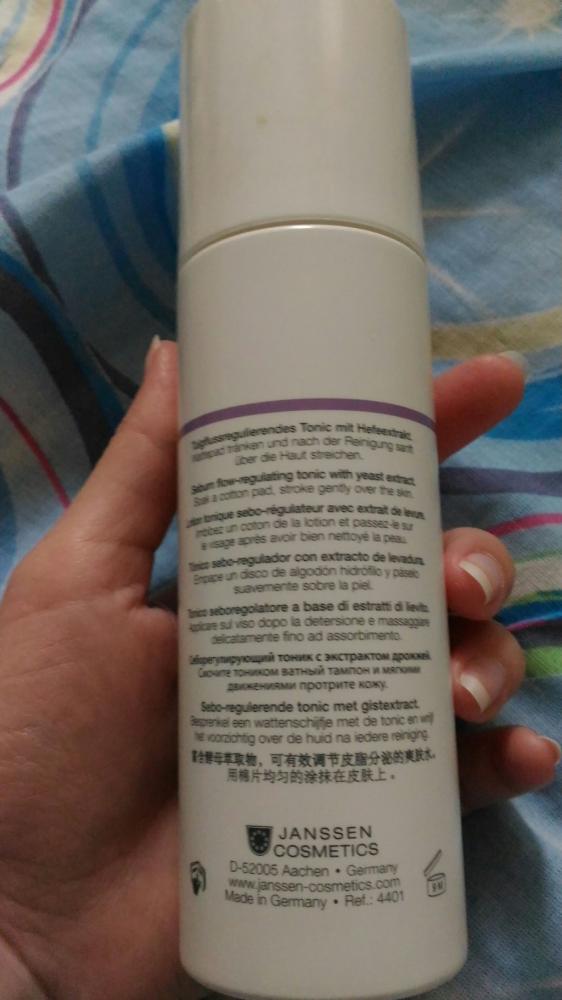 Talgflussregulierendes Tonic mit Hefeextrakt.
Wattepad tränken und nach der Reinigung sanft
über die Haut streichen.
Sebum flow-regulating tonic with yeast extract.
Soak a cotton pad, stroke gently over the skin.
Lotion tonique sebo-régulateur avec extrait de levure.
Imbibez un coton de la lotion et passez-le sur
le visage après avoir bien nettoyé la peau.
Tónico sebo-regulador con extracto de levadura.
Empape un disco de algodón hidrófilo y páselo
suavemente sobre la piel.
Tonico seboregolatore a base di estratti di lievito.
Applicare sul viso dopo la detersione e massaggiare
delicatamente fino ad assorbimento.
Себорегулирующий тоник с экстрактом дрожжей.
Смочите тоником ватный тампон и мягкими
движениями протрите кожу.
Sebo-regulerende tonic met gistextract.
Besprenkel een wattenschijfje met de tonic en wrijf
het voorzichtig over de huid na iedere reiniging.
富含酵母萃取物，可有效调节皮脂分泌的爽肤水。
用棉片均匀的涂抹在皮肤上。
JANSSEN
COSMETICS
D-52005 Aachen • Germany
www.janssen-cosmetics.com
Made in Germany • Ref.: 4401